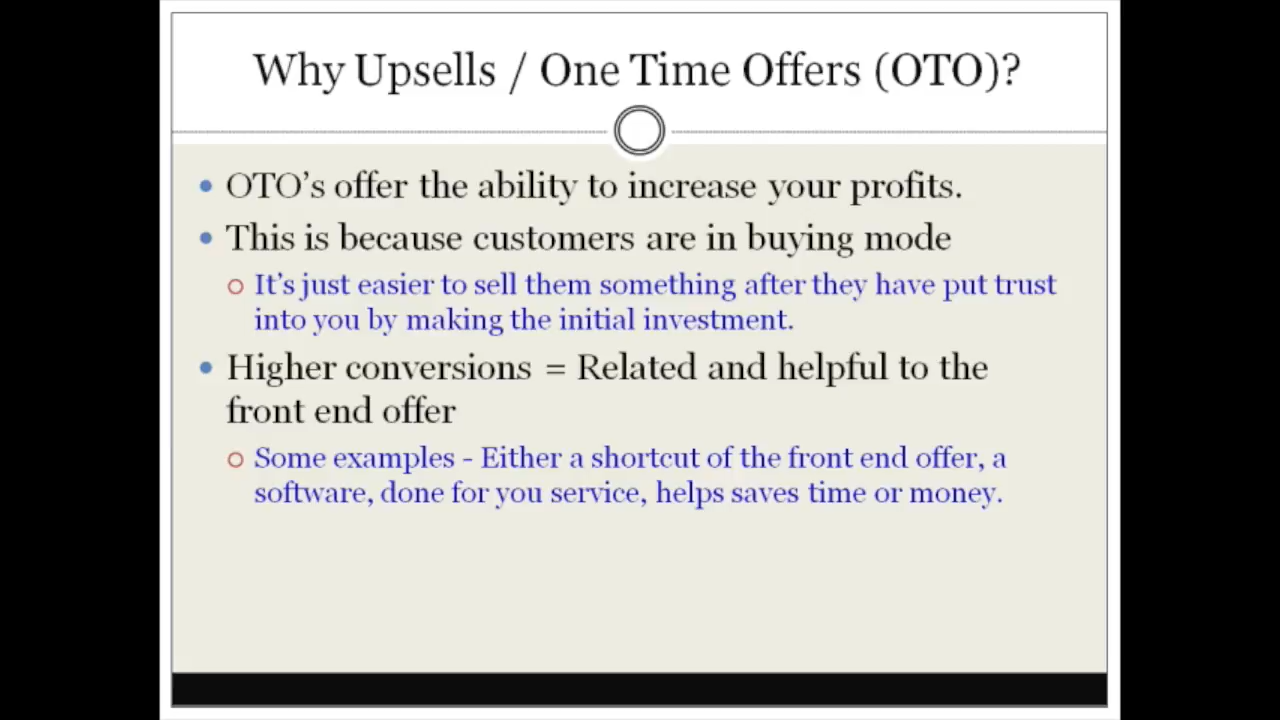 Why Upsells / One Time Offers (OTO)?
OTO's offer the ability to increase your profits.
This is because customers are in buying mode
It's just easier to sell them something after they have put trust
into you by making the initial investment.
Higher conversions = Related and helpful to the
front end offer
Some examples - Either a shortcut of the front end offer, a
software, done for you service, helps saves time or money.